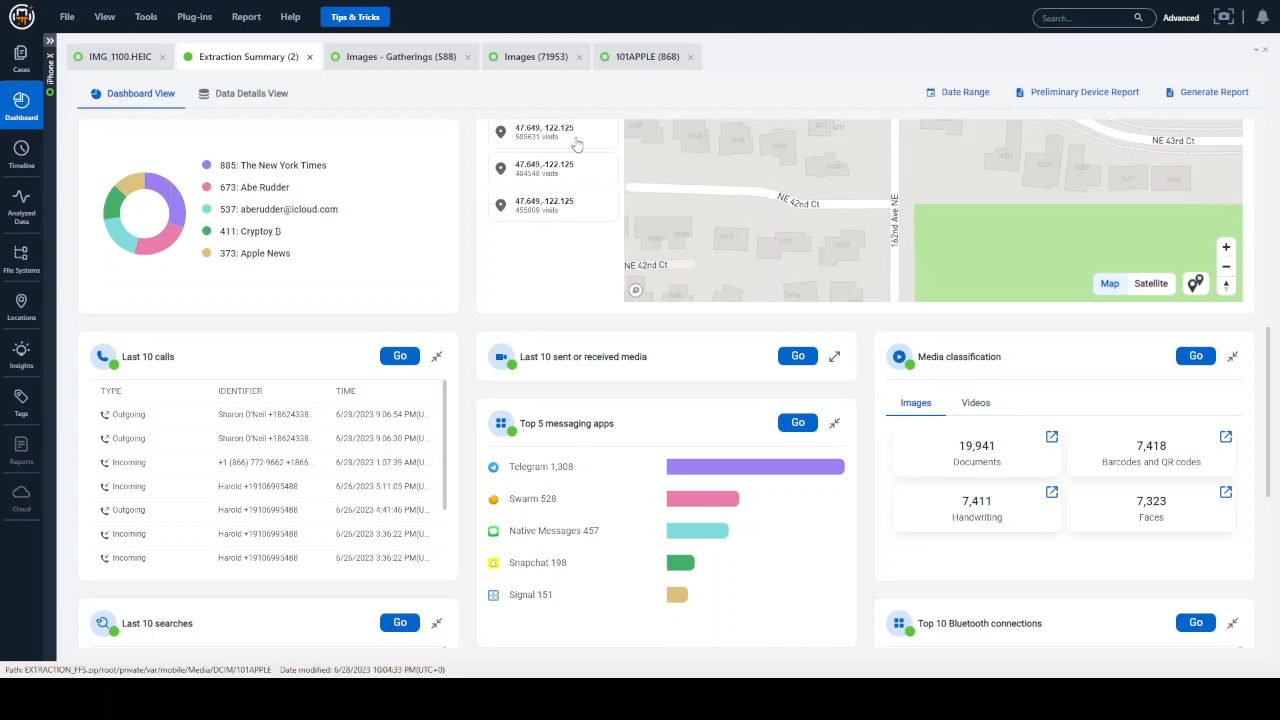 File View Tools Plug-ins Report Help Tips & Tricks Search... Advanced
IMG_1100.HEIC Extraction Summary (2) Images - Gatherings (588) Images (71953) 101APPLE (868)
Dashboard View Data Details View Date Range Preliminary Device Report Generate Report
Cases
Dashboard
Timeline
Analyzed
Data
File Systems
Locations
Insights
Tags
Reports
Cloud
iPhone X
885: The New York Times
673: Abe Rudder
537: aberudder@icloud.com
411: Cryptoy B
373: Apple News
47.649,-122.125
585631 visits
47.649,-122.125
484548 visits
47.649,-122.125
455009 visits
NE 43rd Ct
NE 42nd Ct
162nd Ave NE
NE 42nd Ct
Map Satellite
Last 10 calls Go
TYPE IDENTIFIER TIME
Outgoing Sharon O'Neil +18624338.. 6/28/2023 9:06:54 PM(U...
Outgoing Sharon O'Neil +18624338.. 6/28/2023 9:06:30 PM(U...
Incoming +1 (866) 772-9662 +1866... 6/28/2023 1:07:39 AM(U...
Incoming Harold +19106995488 6/26/2023 5:11:05 PM(U...
Outgoing Harold +19106995488 6/26/2023 4:41:46 PM(U...
Incoming Harold +19106995488 6/26/2023 3:36:22 PM(U...
Incoming Harold +19106995488 6/26/2023 3:36:22 PM(U...
Last 10 sent or received media Go
Top 5 messaging apps Go
Telegram 1,308
Swarm 528
Native Messages 457
Snapchat 198
Signal 151
Media classification Go
Images Videos
19,941
Documents
7,418
Barcodes and QR codes
7,411
Handwriting
7,323
Faces
Last 10 searches Go
Top 10 Bluetooth connections Go
Path: EXTRACTION_FFS.zip/root/private/var/mobile/Media/DCIM/101APPLE Date modified: 6/28/2023 10:04:33 PM(UTC+0)